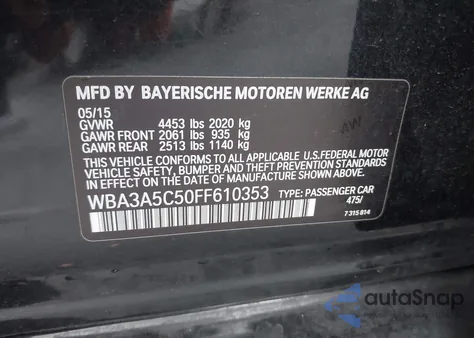 MFD BY BAYERISCHE MOTOREN WERKE AG
05/15
GVWR 4453 lbs 2020 kg
GAWR FRONT 2061 lbs 935 kg
GAWR REAR 2513 lbs 1140 kg
THIS VEHICLE CONFORMS TO ALL APPLICABLE U.S.FEDERAL MOTOR
VEHICLE SAFETY, BUMPER AND THEFT PREVENTION STANDARDS
IN EFFECT ON THE DATE OF MANUFACTURE SHOWN ABOVE.
WBA3A5C50FF610353 TYPE: PASSENGER CAR
475/
7 315 814
autoSnap